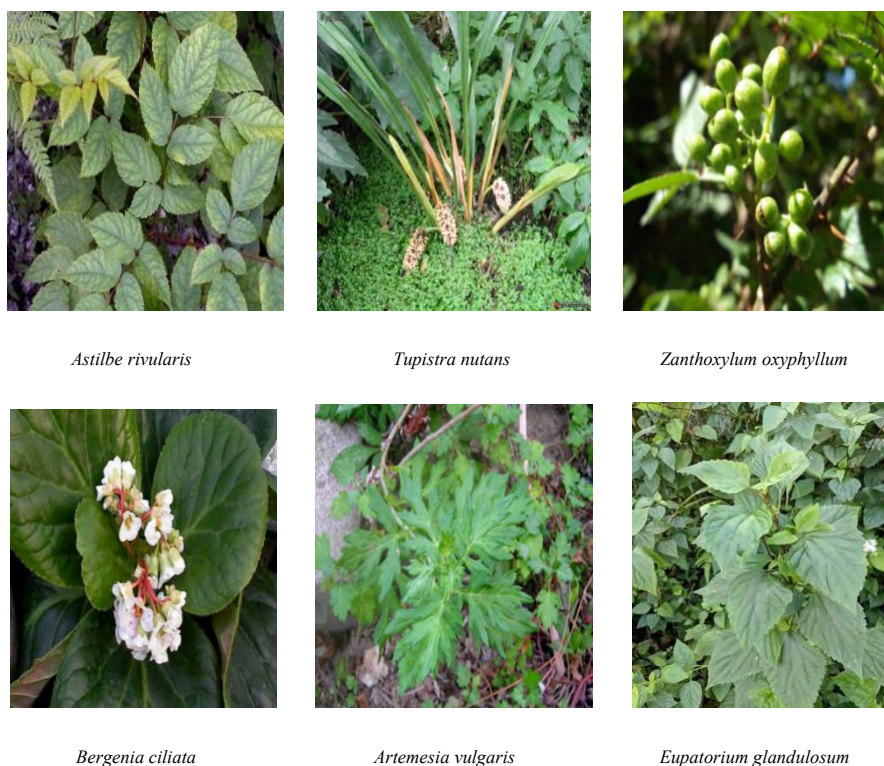 Astilbe rivularis
Tupistra nutans
Zanthoxylum oxyphyllum
Bergenia ciliata
Artemesia vulgaris
Eupatorium glandulosum